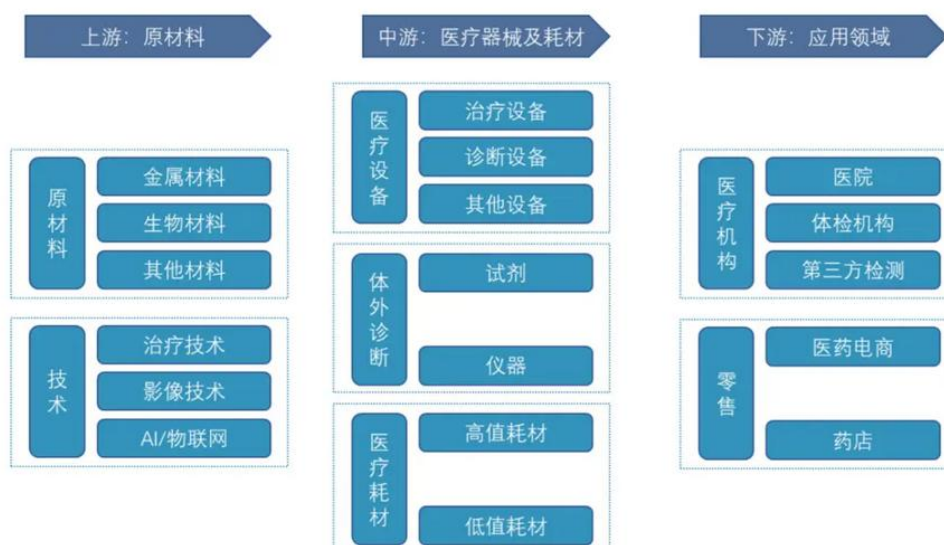 上游：原材料
原材料
金属材料
生物材料
其他材料
技术
治疗技术
影像技术
AI/物联网
中游：医疗器械及耗材
医疗设备
治疗设备
诊断设备
其他设备
体外诊断
试剂
仪器
医疗耗材
高值耗材
低值耗材
下游：应用领域
医疗机构
医院
体检机构
第三方检测
零售
医药电商
药店